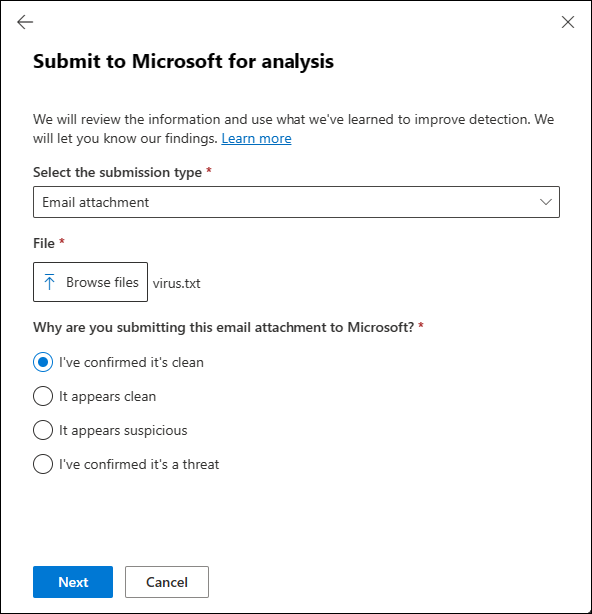 Submit to Microsoft for analysis
We will review the information and use what we've learned to improve detection. We
will let you know our findings. Learn more
Select the submission type *
Email attachment
File *
Browse files virus.txt
Why are you submitting this email attachment to Microsoft? *
I've confirmed it's clean
It appears clean
It appears suspicious
I've confirmed it's a threat
Next Cancel